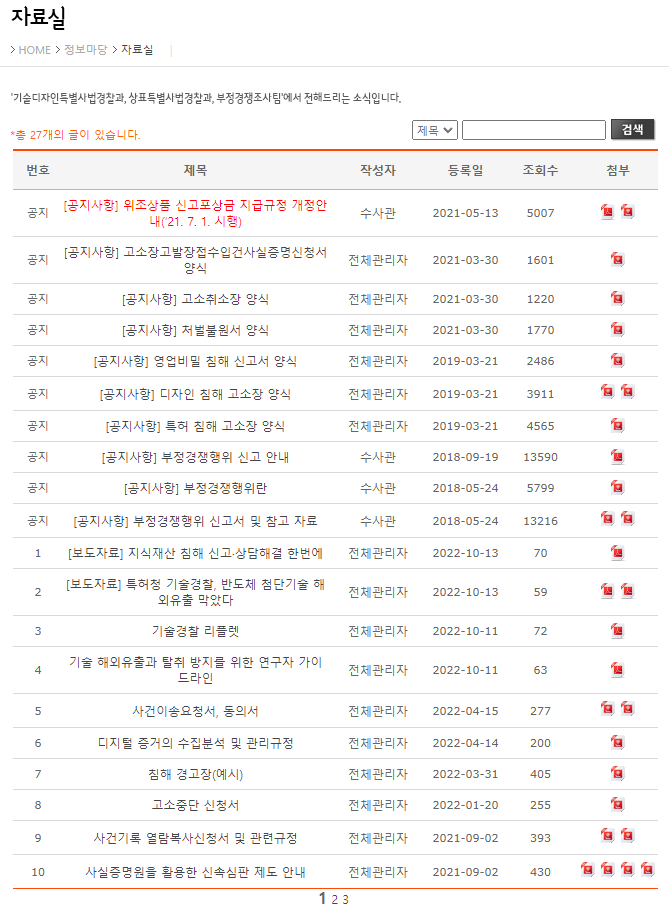 자료실
HOME 정보마당 자료실
'기술디자인특별사법경찰과, 상표특별사법경찰과, 부정경쟁조사팀'에서 전해드리는 소식입니다.
*총 27개의 글이 있습니다. 제목 검색
번호 제목 작성자 등록일 조회수 첨부
공지 [공지사항] 위조상품 신고포상금 지급규정 개정안
내('21. 7. 1. 시행) 수사관 2021-05-13 5007
공지 [공지사항] 고소장고발장접수입건사실증명신청서
양식 전체관리자 2021-03-30 1601
공지 [공지사항] 고소취소장 양식 전체관리자 2021-03-30 1220
공지 [공지사항] 처벌불원서 양식 전체관리자 2021-03-30 1770
공지 [공지사항] 영업비밀 침해 신고서 양식 전체관리자 2019-03-21 2486
공지 [공지사항] 디자인 침해 고소장 양식 전체관리자 2019-03-21 3911
공지 [공지사항] 특허 침해 고소장 양식 전체관리자 2019-03-21 4565
공지 [공지사항] 부정경쟁행위 신고 안내 수사관 2018-09-19 13590
공지 [공지사항] 부정경쟁행위란 수사관 2018-05-24 5799
공지 [공지사항] 부정경쟁행위 신고서 및 참고 자료 수사관 2018-05-24 13216
1 [보도자료] 지식재산 침해 신고·상담해결 한번에 전체관리자 2022-10-13 70
2 [보도자료] 특허청 기술경찰, 반도체 첨단기술 해
외유출 막았다 전체관리자 2022-10-13 59
3 기술경찰 리플렛 전체관리자 2022-10-11 72
4 기술 해외유출과 탈취 방지를 위한 연구자 가이
드라인 전체관리자 2022-10-11 63
5 사건이송요청서, 동의서 전체관리자 2022-04-15 277
6 디지털 증거의 수집분석 및 관리규정 전체관리자 2022-04-14 200
7 침해 경고장(예시) 전체관리자 2022-03-31 405
8 고소중단 신청서 전체관리자 2022-01-20 255
9 사건기록 열람복사신청서 및 관련규정 전체관리자 2021-09-02 393
10 사실증명원을 활용한 신속심판 제도 안내 전체관리자 2021-09-02 430
1 2 3